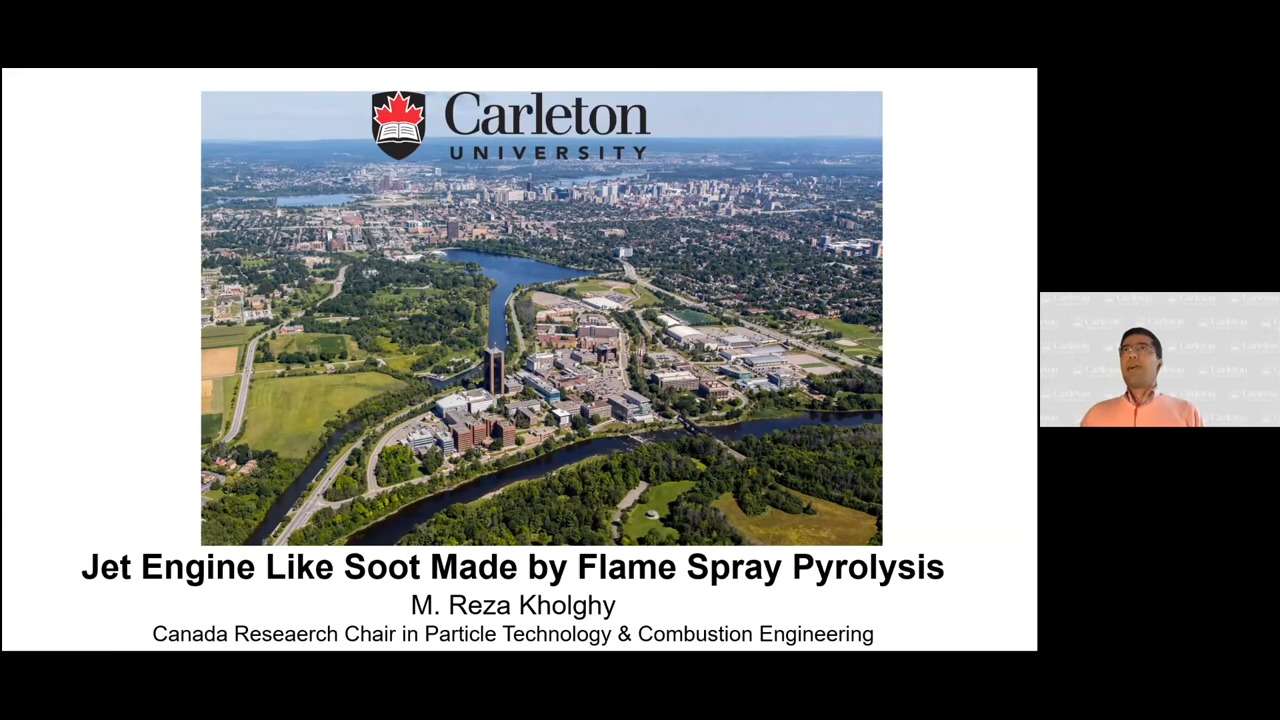 Carleton
UNIVERSITY
Jet Engine Like Soot Made by Flame Spray Pyrolysis
M. Reza Kholghy
Canada Reseaerch Chair in Particle Technology & Combustion Engineering
Carleton